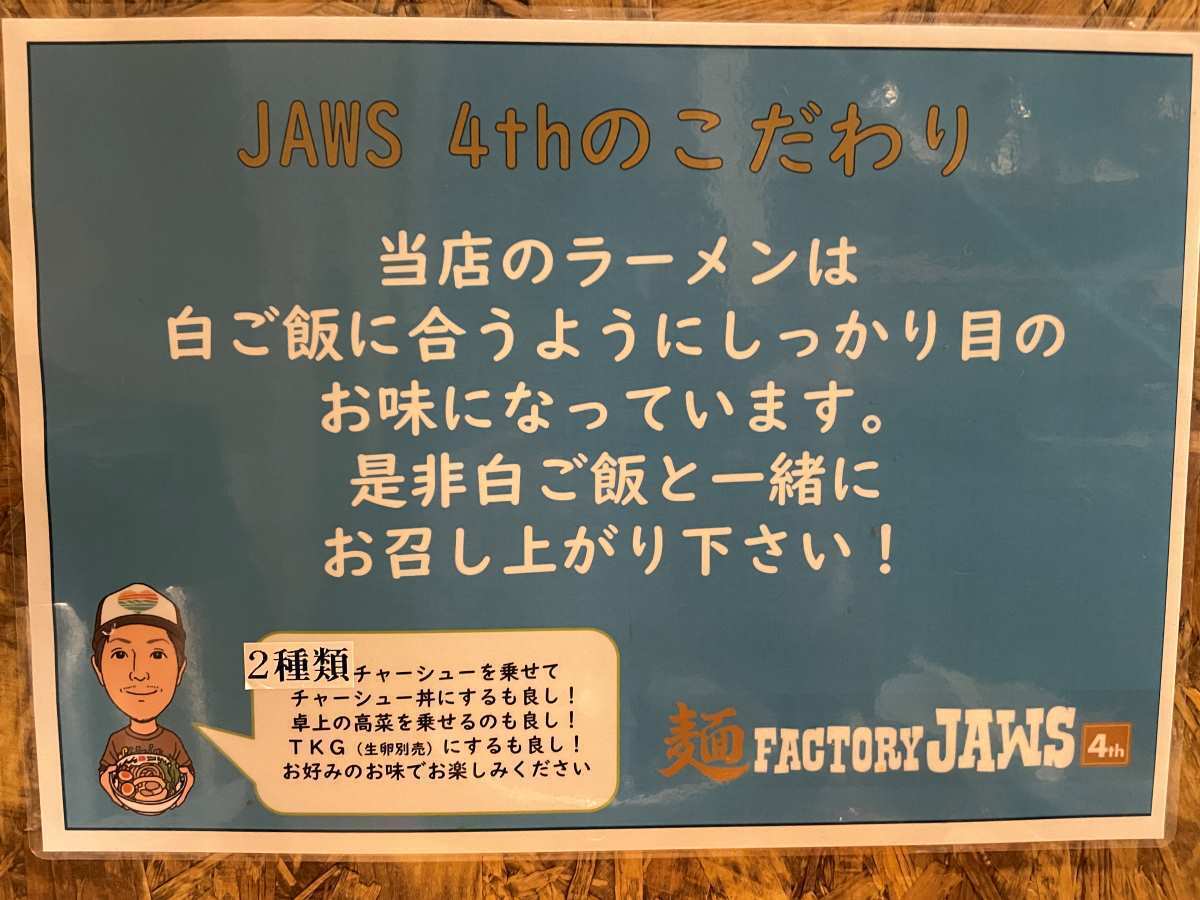 JAWS 4thのこだわり
当店のラーメンは
白ご飯に合うようにしっかり目の
お味になっています。
是非白ご飯と一緒に
お召し上がり下さい！
2種類チャーシューを乗せて
チャーシュー丼にするも良し！
卓上の高菜を乗せるのも良し！
TKG（生卵別売）にするも良し！
お好みのお味でお楽しみください
麺 FACTORY JAWS 4th